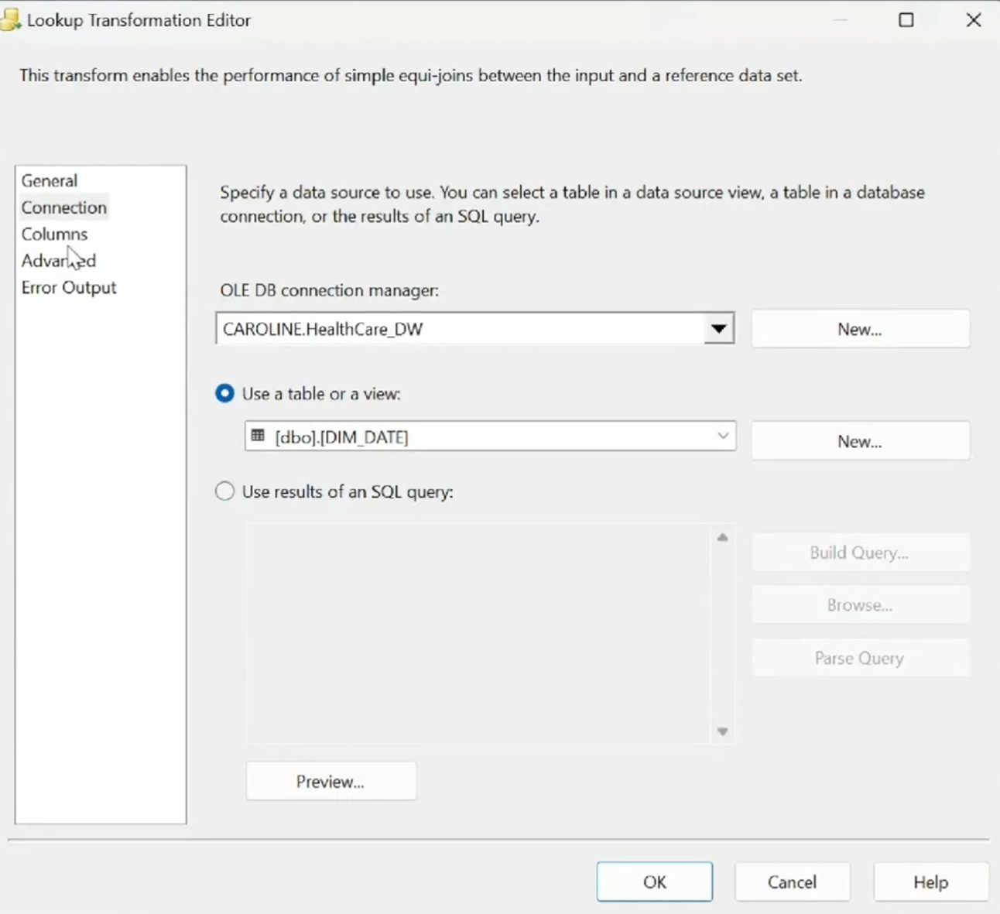 Lookup Transformation Editor
This transform enables the performance of simple equi-joins between the input and a reference data set.
General
Connection
Columns
Advanced
Error Output
Specify a data source to use. You can select a table in a data source view, a table in a database
connection, or the results of an SQL query.
OLE DB connection manager:
CAROLINE.HealthCare_DW
New...
Use a table or a view:
[dbo].[DIM_DATE]
New...
Use results of an SQL query:
Build Query...
Browse...
Parse Query
Preview...
OK
Cancel
Help